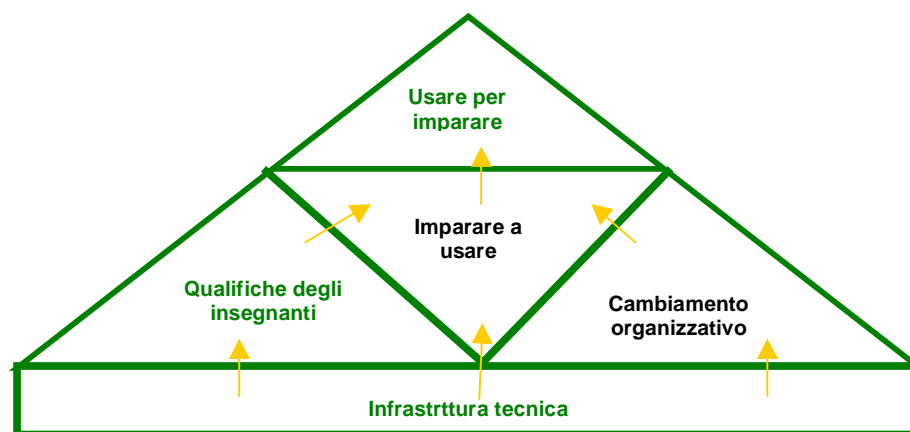 Usare per
imparare
Imparare a
usare
Qualifiche degli
insegnanti
Cambiamento
organizzativo
Infrastrttura tecnica